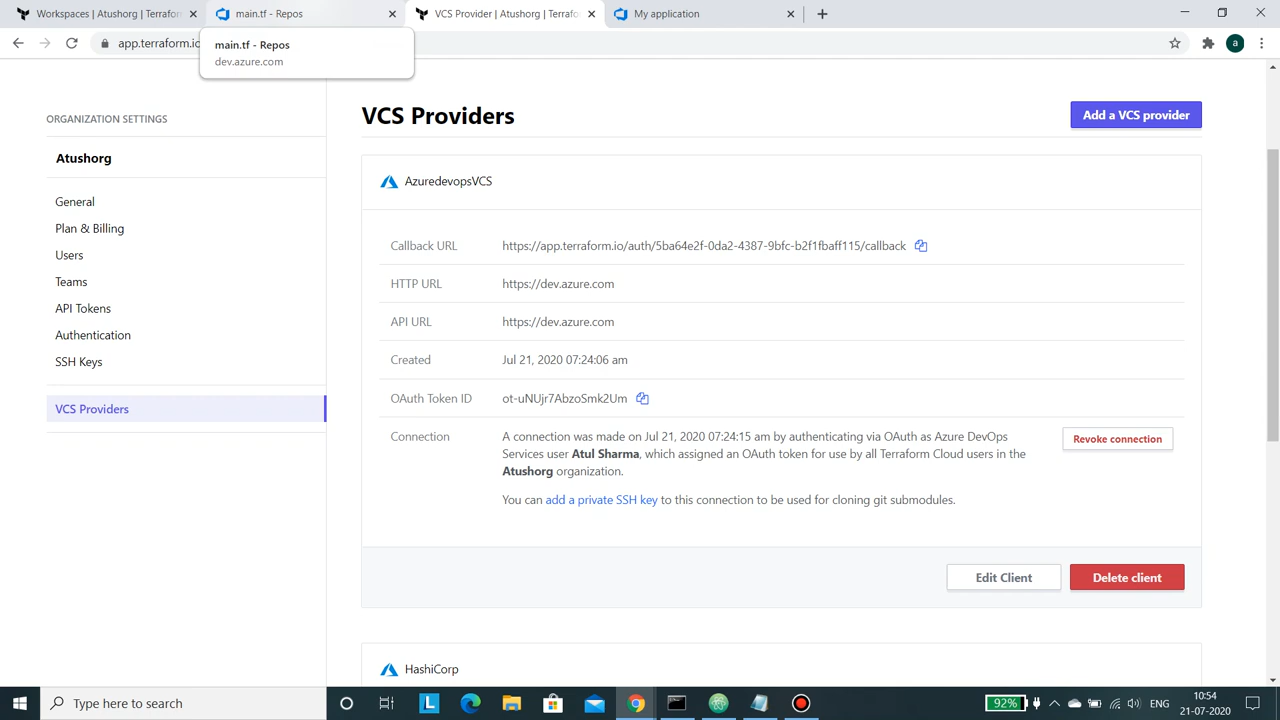 Workspaces | Atushorg | Terrafor
main.tf - Repos
VCS Provider | Atushorg | Terrafo
My application
app.terraform.io
main.tf - Repos
dev.azure.com
a
ORGANIZATION SETTINGS
Atushorg
General
Plan & Billing
Users
Teams
API Tokens
Authentication
SSH Keys
VCS Providers
VCS Providers
Add a VCS provider
AzuredevopsVCS
Callback URL https://app.terraform.io/auth/5ba64e2f-0da2-4387-9bfc-b2f1fbaff115/callback
HTTP URL https://dev.azure.com
API URL https://dev.azure.com
Created Jul 21, 2020 07:24:06 am
OAuth Token ID ot-uNUjr7AbzoSmk2Um
Connection A connection was made on Jul 21, 2020 07:24:15 am by authenticating via OAuth as Azure DevOps
Services user Atul Sharma, which assigned an OAuth token for use by all Terraform Cloud users in the
Atushorg organization.
Revoke connection
You can add a private SSH key to this connection to be used for cloning git submodules.
Edit Client
Delete client
HashiCorp
Type here to search
L
92%
ENG
10:54
21-07-2020